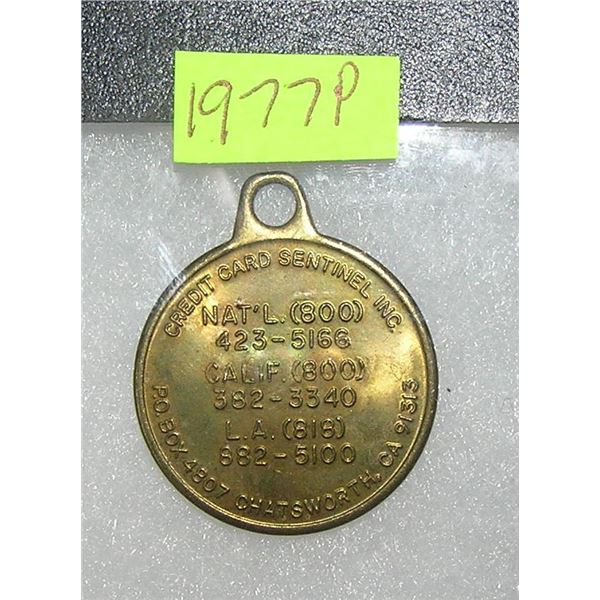 1977P
CREDIT CARD SENTINEL INC.
NAT'L. (800)
423-5166
CALIF. (800)
382-3340
L.A. (818)
882-5100
P.O. BOX 4807 CHATSWORTH, CA 91313